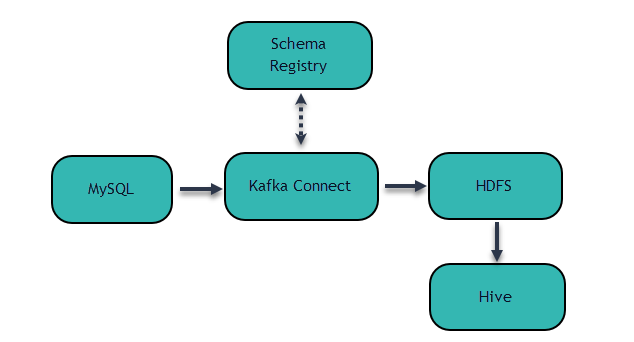 Schema
Registry
MySQL
Kafka Connect
HDFS
Hive